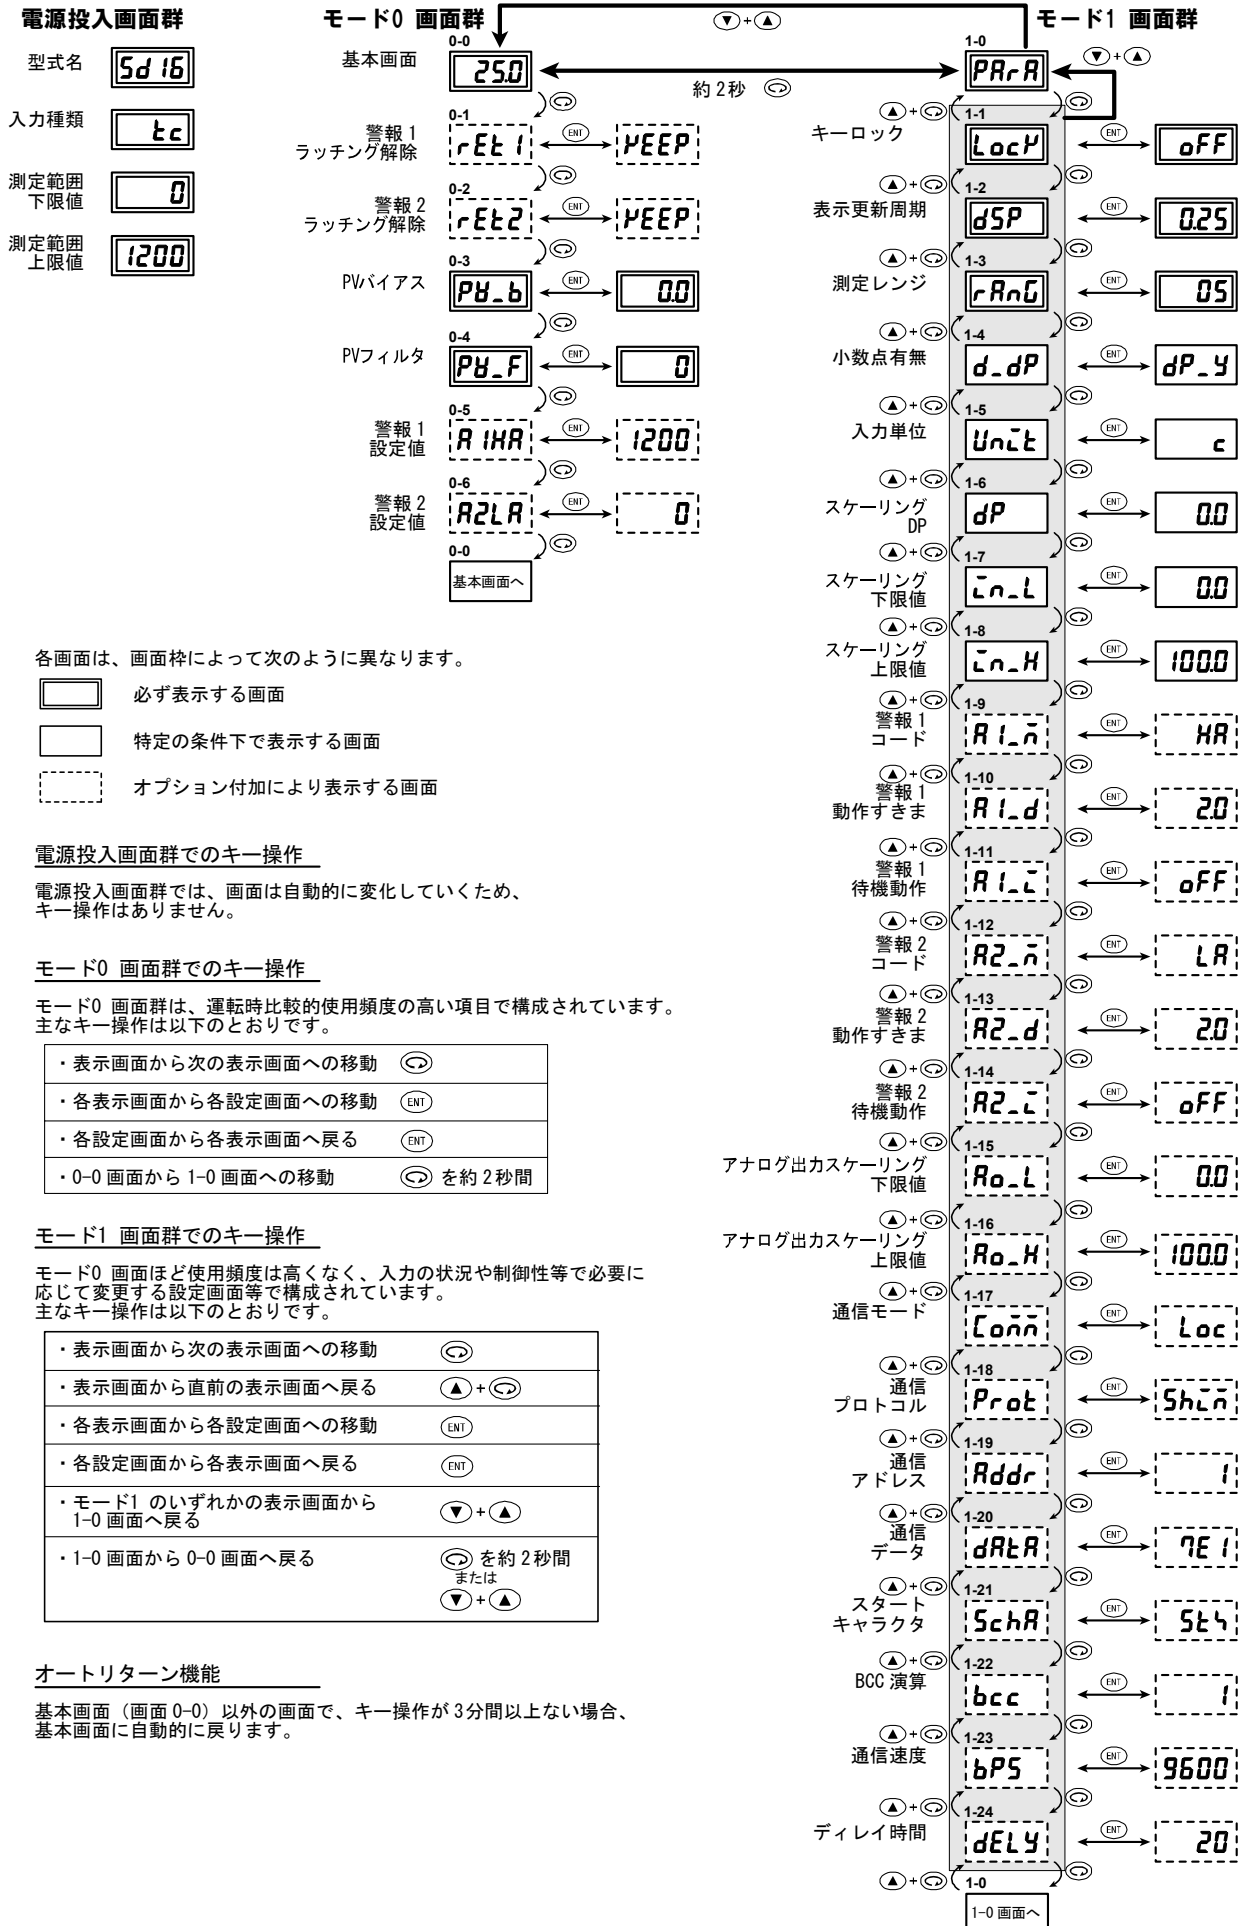 電源投入画面群
型式名
Sd16
入力種類
tc
測定範囲
下限値
0
測定範囲
上限値
1200
モード0 画面群
0-0
基本画面
25.0
約2秒
0-1
警報1
ラッチング解除
rEt1
ENT
KEEP
0-2
警報2
ラッチング解除
rEt2
ENT
KEEP
0-3
PVバイアス
PV_b
ENT
0.0
0-4
PVフィルタ
PV_F
ENT
0
0-5
警報1
設定値
A1HA
ENT
1200
0-6
警報2
設定値
A2LA
ENT
0
0-0
基本画面へ
各画面は、画面枠によって次のように異なります。
必ず表示する画面
特定の条件下で表示する画面
オプション付加により表示する画面
電源投入画面群でのキー操作
電源投入画面群では、画面は自動的に変化していくため、
キー操作はありません。
モード0 画面群でのキー操作
モード0 画面群は、運転時比較的使用頻度の高い項目で構成されています。
主なキー操作は以下のとおりです。
・表示画面から次の表示画面への移動
・各表示画面から各設定画面への移動 ENT
・各設定画面から各表示画面へ戻る ENT
・0-0 画面から 1-0 画面への移動 を約2秒間
モード1 画面群でのキー操作
モード0 画面ほど使用頻度は高くなく、入力の状況や制御性等で必要に
応じて変更する設定画面等で構成されています。
主なキー操作は以下のとおりです。
・表示画面から次の表示画面への移動
・表示画面から直前の表示画面へ戻る ▲+
・各表示画面から各設定画面への移動 ENT
・各設定画面から各表示画面へ戻る ENT
・モード1 のいずれかの表示画面から
1-0 画面へ戻る ▼+▲
・1-0 画面から 0-0 画面へ戻る を約2秒間
または
▼+▲
オートリターン機能
基本画面（画面 0-0）以外の画面で、キー操作が3分間以上ない場合、
基本画面に自動的に戻ります。
▼+▲
モード1 画面群
1-0
PArA
▼+▲
▲+
1-1
キーロック
LocK
ENT
oFF
▲+
1-2
表示更新周期
dSP
ENT
0.25
▲+
1-3
測定レンジ
rAnG
ENT
05
▲+
1-4
小数点有無
d_dP
ENT
dP_Y
▲+
1-5
入力単位
Unit
ENT
c
▲+
1-6
スケーリング
DP
dP
ENT
0.0
▲+
1-7
スケーリング
下限値
in_L
ENT
0.0
▲+
1-8
スケーリング
上限値
in_H
ENT
100.0
▲+
1-9
警報1
コード
A1_m
ENT
HA
▲+
1-10
警報1
動作すきま
A1_d
ENT
2.0
▲+
1-11
警報1
待機動作
A1_i
ENT
oFF
▲+
1-12
警報2
コード
A2_m
ENT
LA
▲+
1-13
警報2
動作すきま
A2_d
ENT
2.0
▲+
1-14
警報2
待機動作
A2_i
ENT
oFF
▲+
1-15
アナログ出力スケーリング
下限値
Ao_L
ENT
0.0
▲+
1-16
アナログ出力スケーリング
上限値
Ao_H
ENT
100.0
▲+
1-17
通信モード
Comm
ENT
Loc
▲+
1-18
通信
プロトコル
Prot
ENT
Shim
▲+
1-19
通信
アドレス
Addr
ENT
1
▲+
1-20
通信
データ
dAtA
ENT
7E1
▲+
1-21
スタート
キャラクタ
SchA
ENT
Stx
▲+
1-22
BCC 演算
bcc
ENT
1
▲+
1-23
通信速度
bPS
ENT
9600
▲+
1-24
ディレイ時間
dELY
ENT
20
▲+
1-0
1-0 画面へ